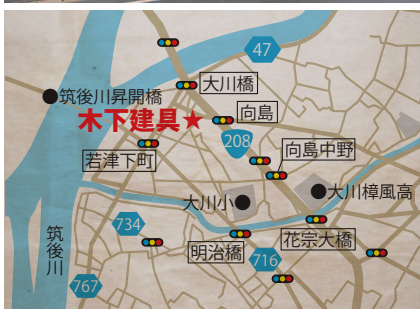 47
大川橋
筑後川昇開橋
木下建具★
向島
208
若津下町
向島中野
大川樟風高
大川小
筑後川
734
明治橋
花宗大橋
716
767